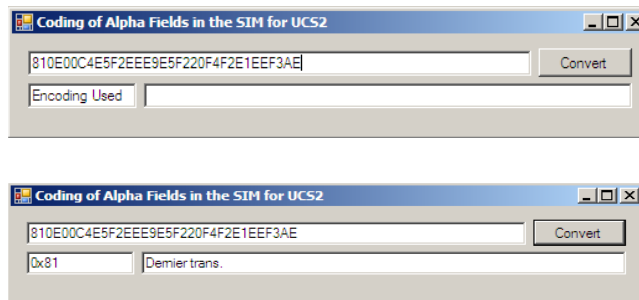 Coding of Alpha Fields in the SIM for UCS2
810E00C4E5F2EEE9E5F220F4F2E1EEF3AE Convert
Encoding Used
Coding of Alpha Fields in the SIM for UCS2
810E00C4E5F2EEE9E5F220F4F2E1EEF3AE Convert
0x81 Dernier trans.